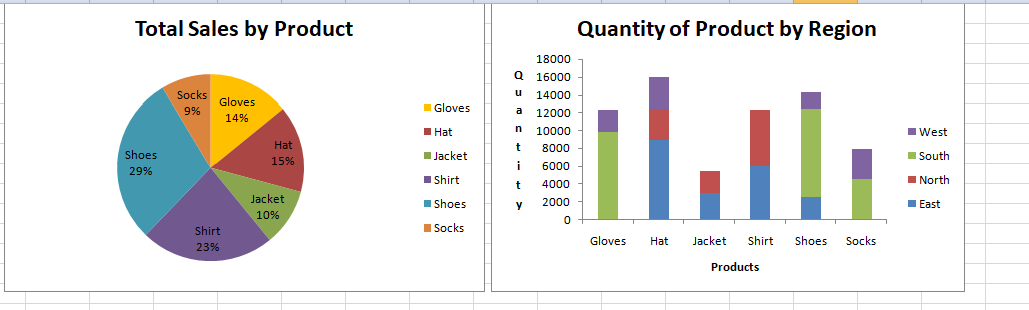 Total Sales by Product
Gloves
14%
Hat
15%
Jacket
10%
Shirt
23%
Shoes
29%
Socks
9%
Gloves
Hat
Jacket
Shirt
Shoes
Socks
Quantity of Product by Region
Quantity
18000
16000
14000
12000
10000
8000
6000
4000
2000
0
Gloves Hat Jacket Shirt Shoes Socks
Products
West
South
North
East